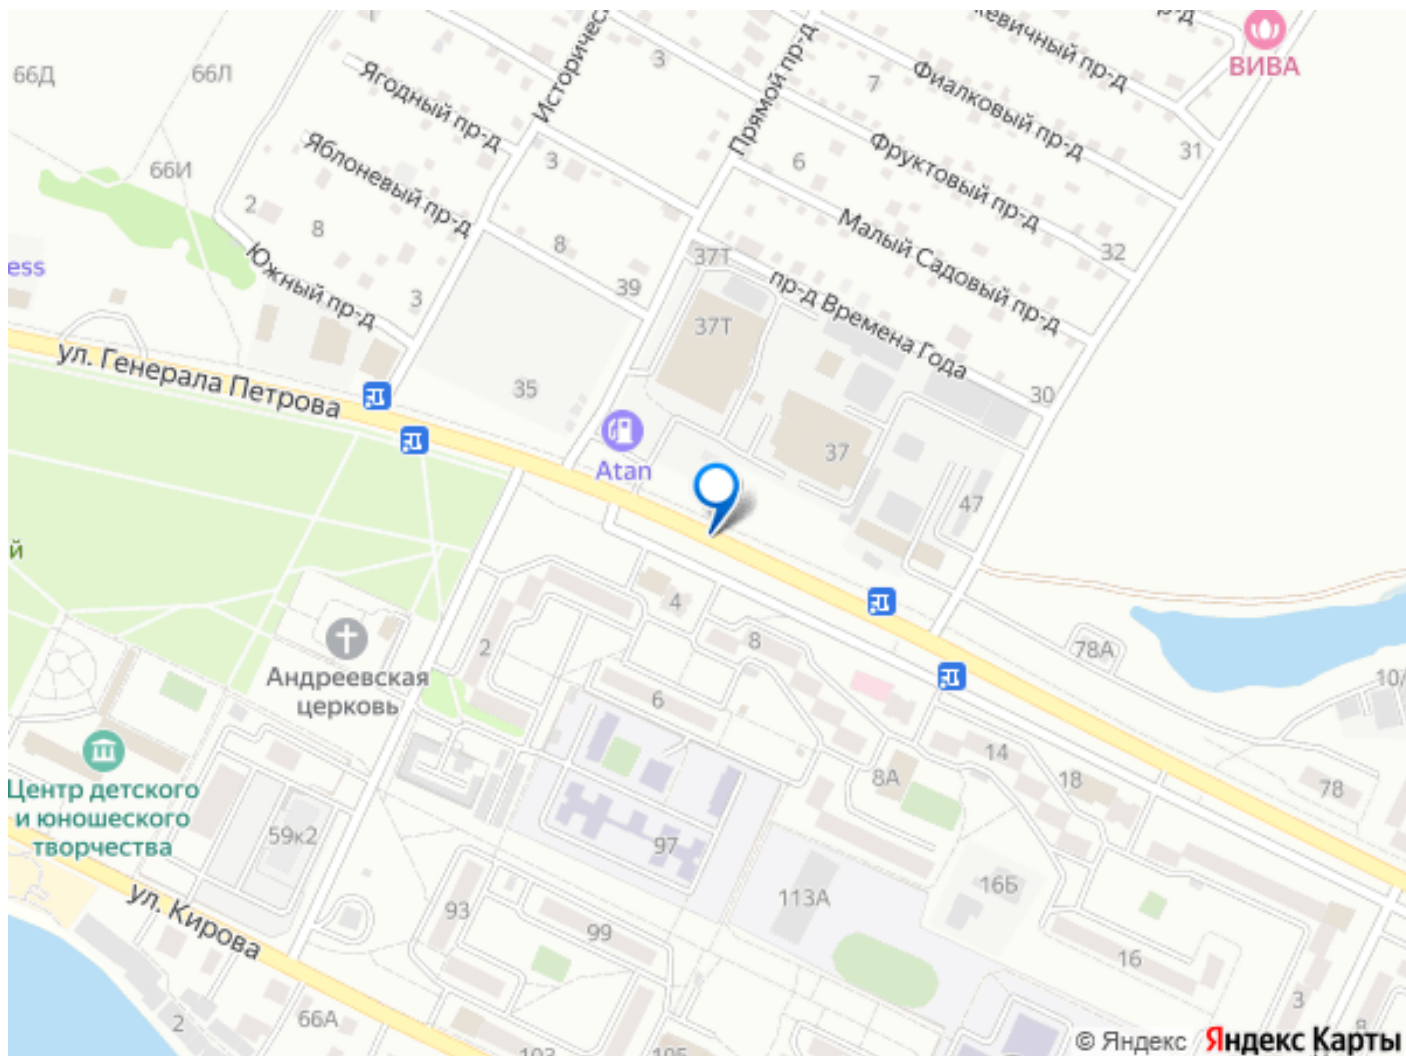 66Д
66Л
66И
Ягодный пр-д
Историческ
3
Прямой пр-д
7
Фиалковый пр-д
ВИВА
31
Яблоневый пр-д
3
6
Фруктовый пр-д
2
8
8
Малый Садовый пр-д
32
ess
Южный пр-д
3
39
37Т
37Т
пр-д Времена Года
30
ул. Генерала Петрова
35
Atan
37
47
й
4
8
2
6
78А
Андреевская
церковь
Центр детского
и юношеского
творчества
59к2
97
8А
14
18
78
ул. Кирова
93
99
113А
16Б
16
3
2
66А
103
105
8
© Яндекс Яндекс Карты